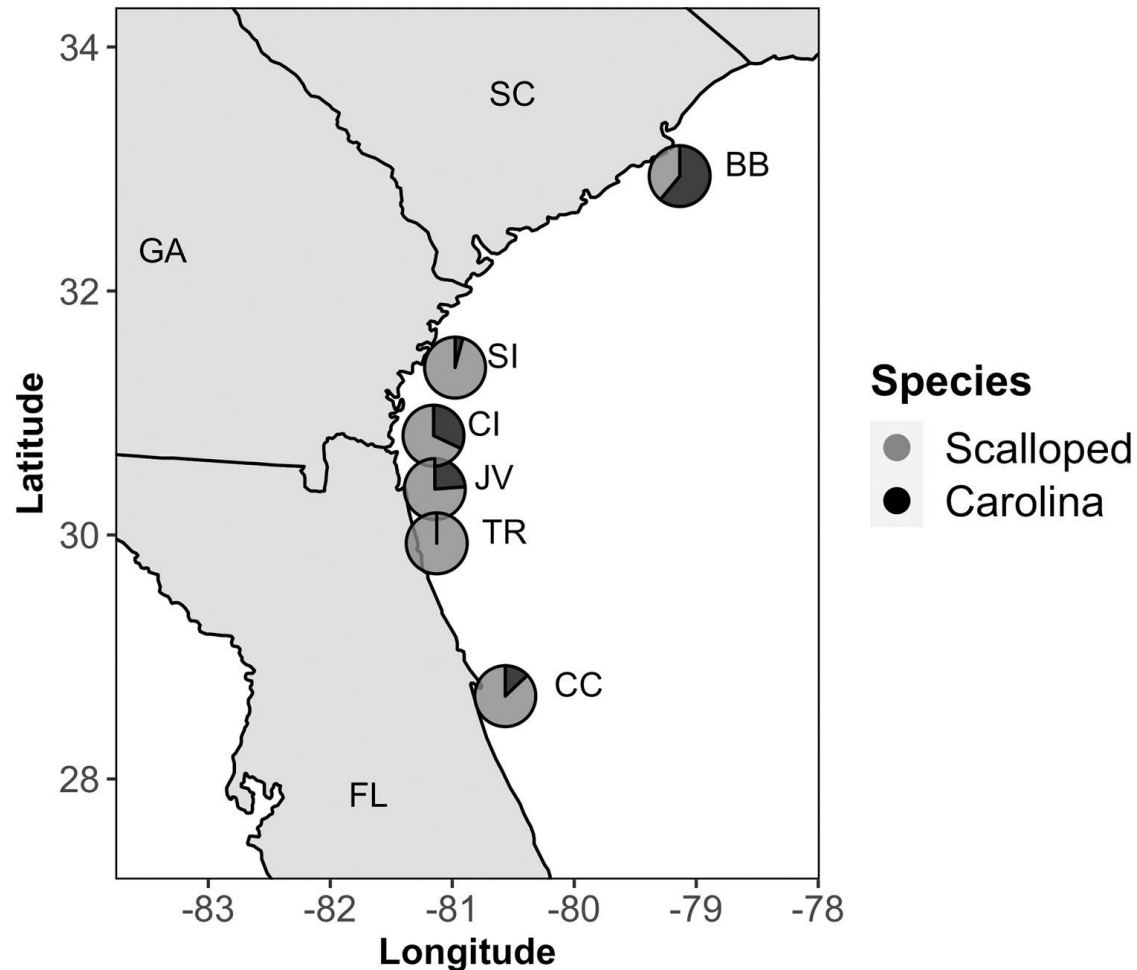 34
SC
BB
GA
32
SI
CI
JV
30
TR
CC
28
FL
-83 -82 -81 -80 -79 -78
Longitude
Latitude
Species
Scalloped
Carolina